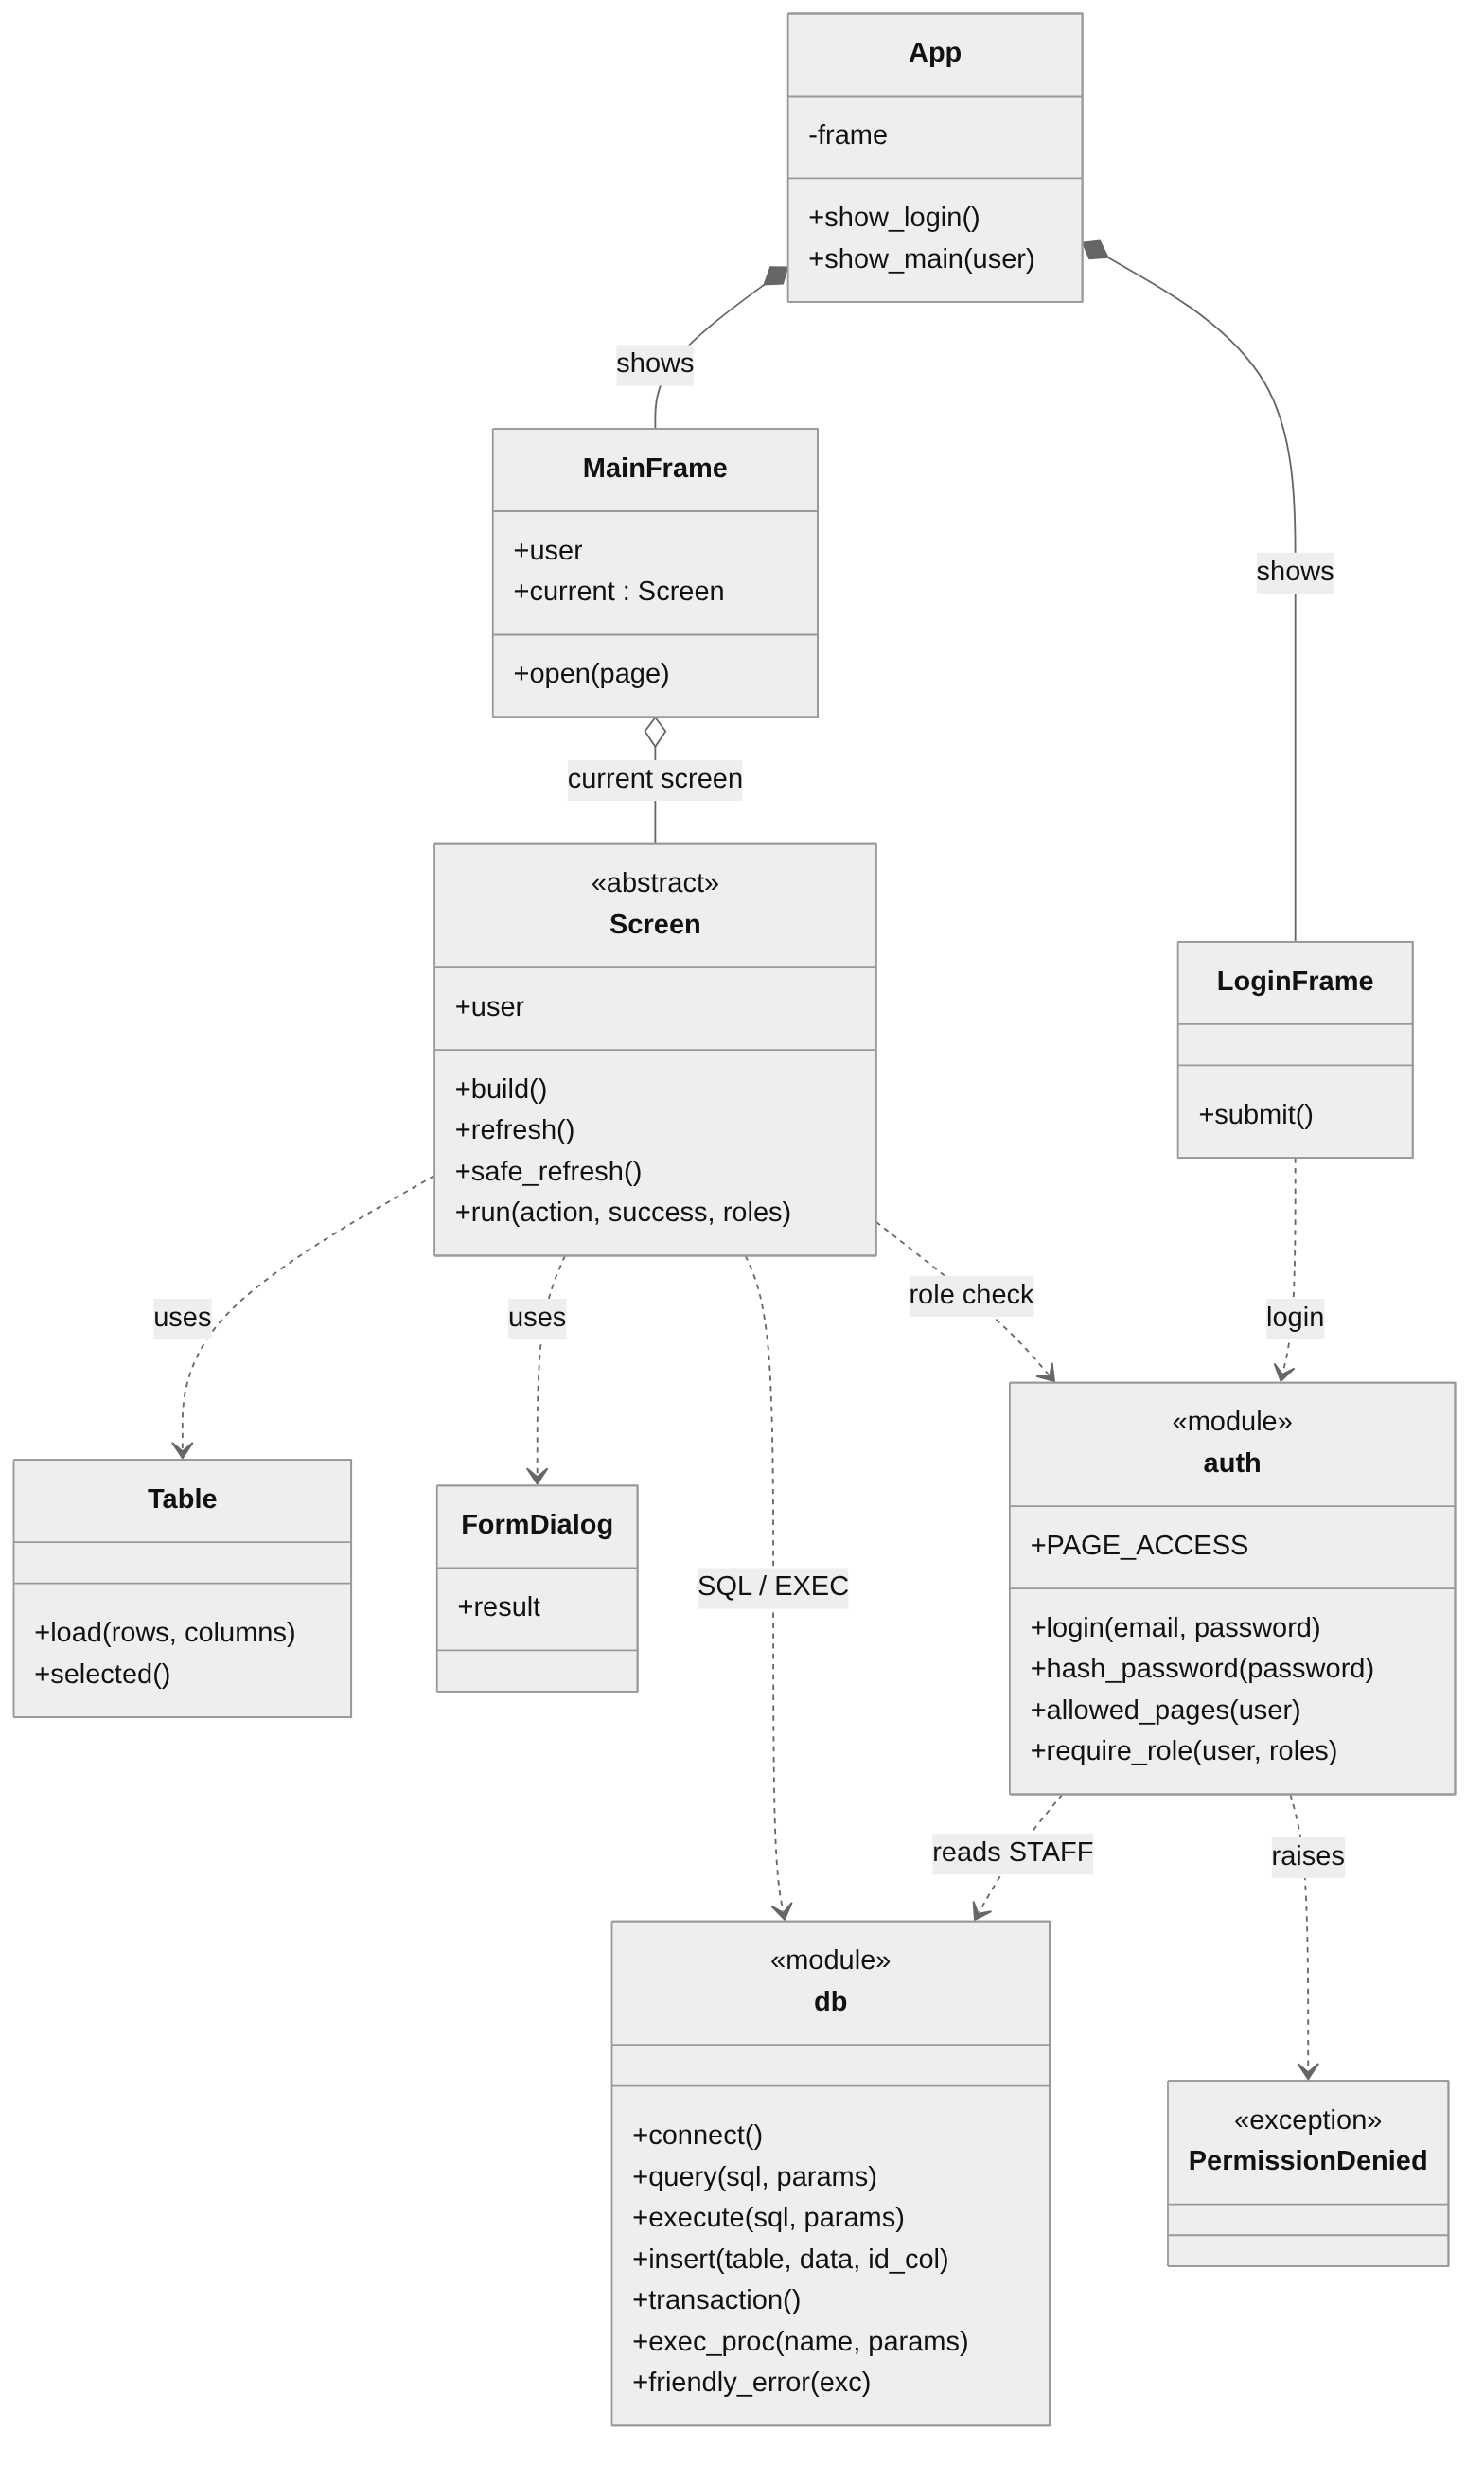 App
-frame
+show_login()
+show_main(user)
shows
MainFrame
+user
+current : Screen
+open(page)
shows
current screen
«abstract»
Screen
+user
+build()
+refresh()
+safe_refresh()
+run(action, success, roles)
LoginFrame
+submit()
uses
uses
role check
login
Table
+load(rows, columns)
+selected()
FormDialog
+result
SQL / EXEC
«module»
auth
+PAGE_ACCESS
+login(email, password)
+hash_password(password)
+allowed_pages(user)
+require_role(user, roles)
reads STAFF
raises
«module»
db
+connect()
+query(sql, params)
+execute(sql, params)
+insert(table, data, id_col)
+transaction()
+exec_proc(name, params)
+friendly_error(exc)
«exception»
PermissionDenied